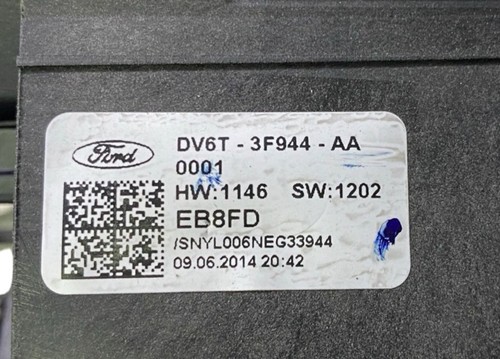 Ford
DV6T - 3F944 - AA
0001
HW:1146 SW:1202
EB8FD
/SNYL006NEG33944
09.06.2014 20:42